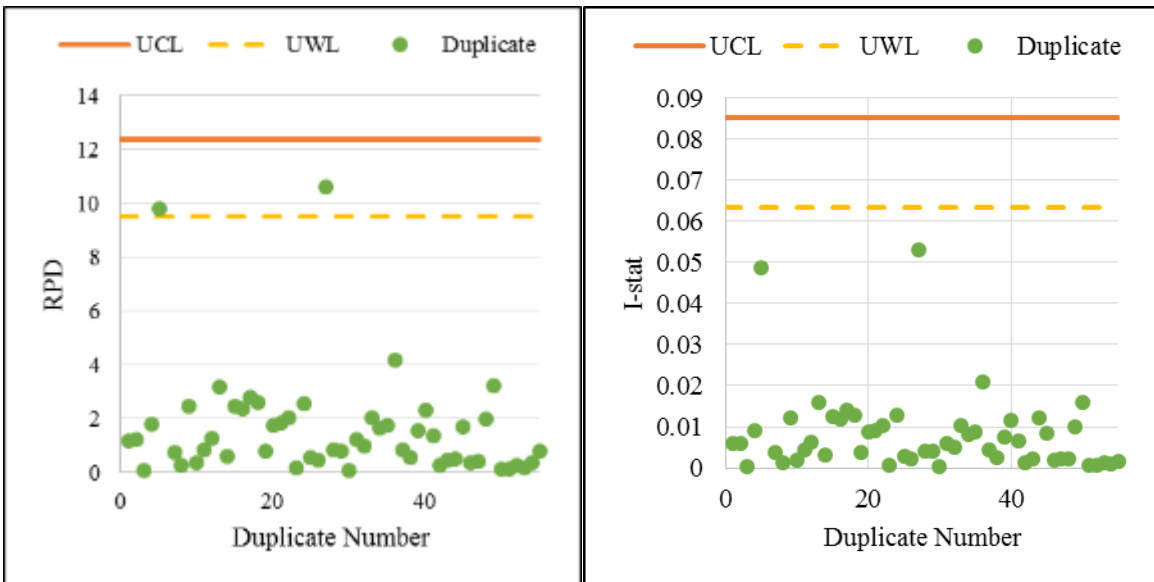 UCL UWL Duplicate
14
12
10
8
6
4
2
0
RPD
0 20 40
Duplicate Number
UCL UWL Duplicate
0.09
0.08
0.07
0.06
0.05
0.04
0.03
0.02
0.01
0
I-stat
0 20 40
Duplicate Number